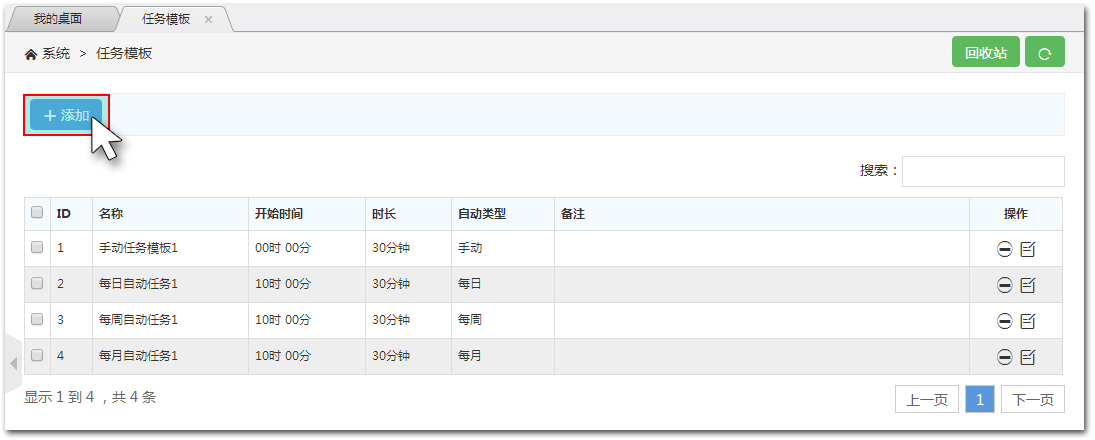 我的桌面 任务模板 ×
系统 > 任务模板 回收站
+ 添加
搜索：
ID 名称 开始时间 时长 自动类型 备注 操作
1 手动任务模板1 00时 00分 30分钟 手动
2 每日自动任务1 10时 00分 30分钟 每日
3 每周自动任务1 10时 00分 30分钟 每周
4 每月自动任务1 10时 00分 30分钟 每月
显示 1 到 4 ，共 4 条 上一页 1 下一页